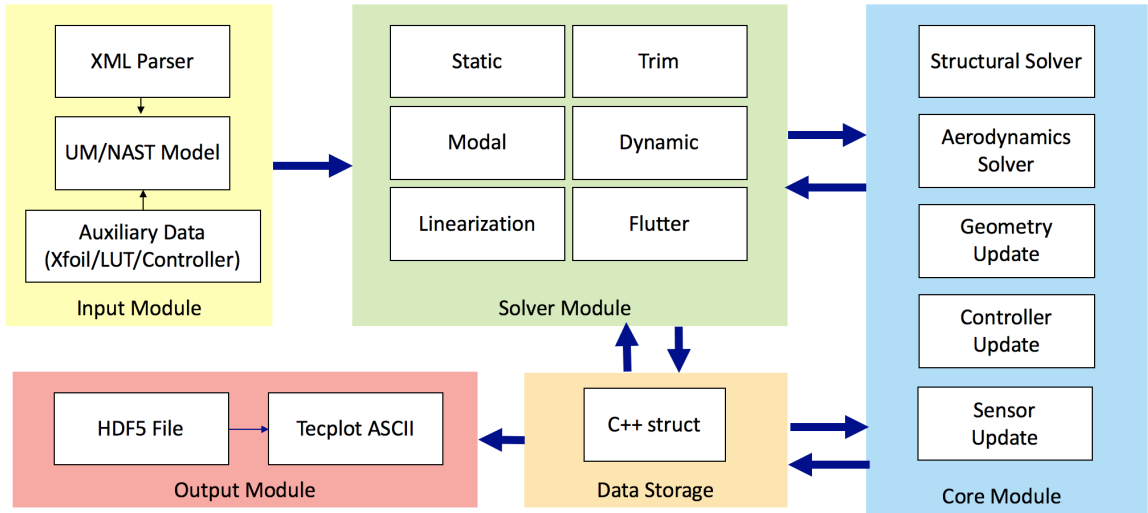 XML Parser
UM/NAST Model
Auxiliary Data
(Xfoil/LUT/Controller)
Input Module
Static
Trim
Modal
Dynamic
Linearization
Flutter
Solver Module
Structural Solver
Aerodynamics
Solver
Geometry
Update
Controller
Update
Sensor
Update
Core Module
HDF5 File
Tecplot ASCII
Output Module
C++ struct
Data Storage